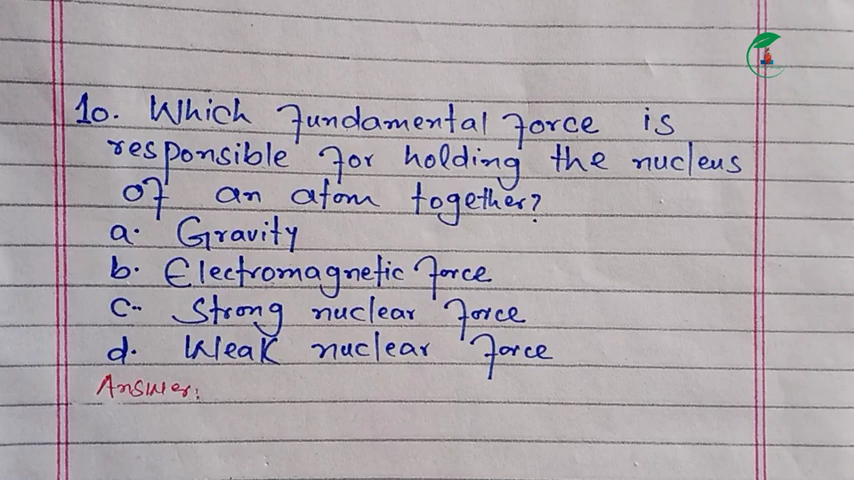 10. Which fundamental force is
responsible for holding the nucleus
of an atom together?
a. Gravity
b. Electromagnetic force
c. Strong nuclear force
d. Weak nuclear force
Answer: